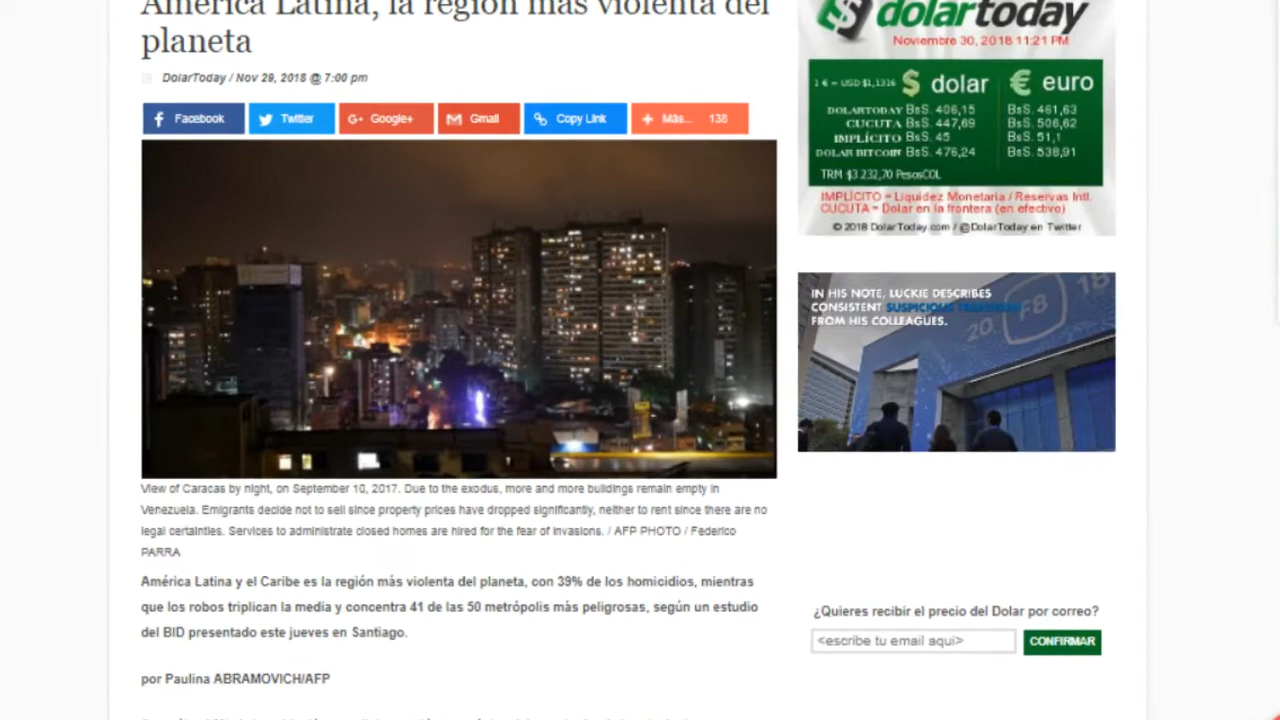 América Latina, la región más violenta del
planeta
DolarToday / Nov 29, 2018 @ 7:00 pm
Facebook
Twitter
G+ Google+
Gmail
Copy Link
+ Más... 138
View of Caracas by night, on September 10, 2017. Due to the exodus, more and more buildings remain empty in
Venezuela. Emigrants decide not to sell since property prices have dropped significantly, neither to rent since there are no
legal certainties. Services to administrate closed homes are hired for the fear of invasions. / AFP PHOTO / Federico
PARRA
América Latina y el Caribe es la región más violenta del planeta, con 39% de los homicidios, mientras
que los robos triplican la media y concentra 41 de las 50 metrópolis más peligrosas, según un estudio
del BID presentado este jueves en Santiago.
por Paulina ABRAMOVICH/AFP
dolartoday
Noviembre 30, 2018 11:21 PM
1 € = USD $1,1316 $ dolar € euro
DOLARTODAY BsS. 406,15 BsS. 461,63
CUCUTA BsS. 447,69 BsS. 506,62
IMPLÍCITO BsS. 45 BsS. 51,1
DOLAR BITCOIN BsS. 476,24 BsS. 538,91
TRM $3.232,70 PesosCOL
IMPLÍCITO = Liquidez Monetaria / Reservas Intl.
CUCUTA = Dolar en la frontera (en efectivo)
© 2018 DolarToday.com / @DolarToday en Twitter
IN HIS NOTE, LUCKIE DESCRIBES
CONSISTENT SUSPICIOUS
FROM HIS COLLEAGUES.
20 F8 18
¿Quieres recibir el precio del Dolar por correo?
<escribe tu email aqui>
CONFIRMAR